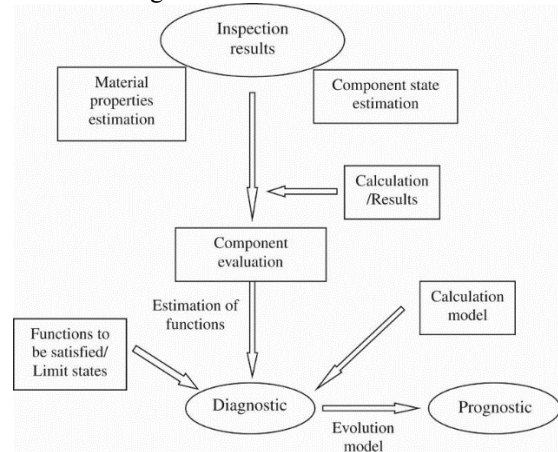 Inspection
results
Material
properties
estimation
Component state
estimation
Calculation
/Results
Component
evaluation
Estimation of
functions
Calculation
model
Functions to
be satisfied/
Limit states
Diagnostic
Prognostic
Evolution
model